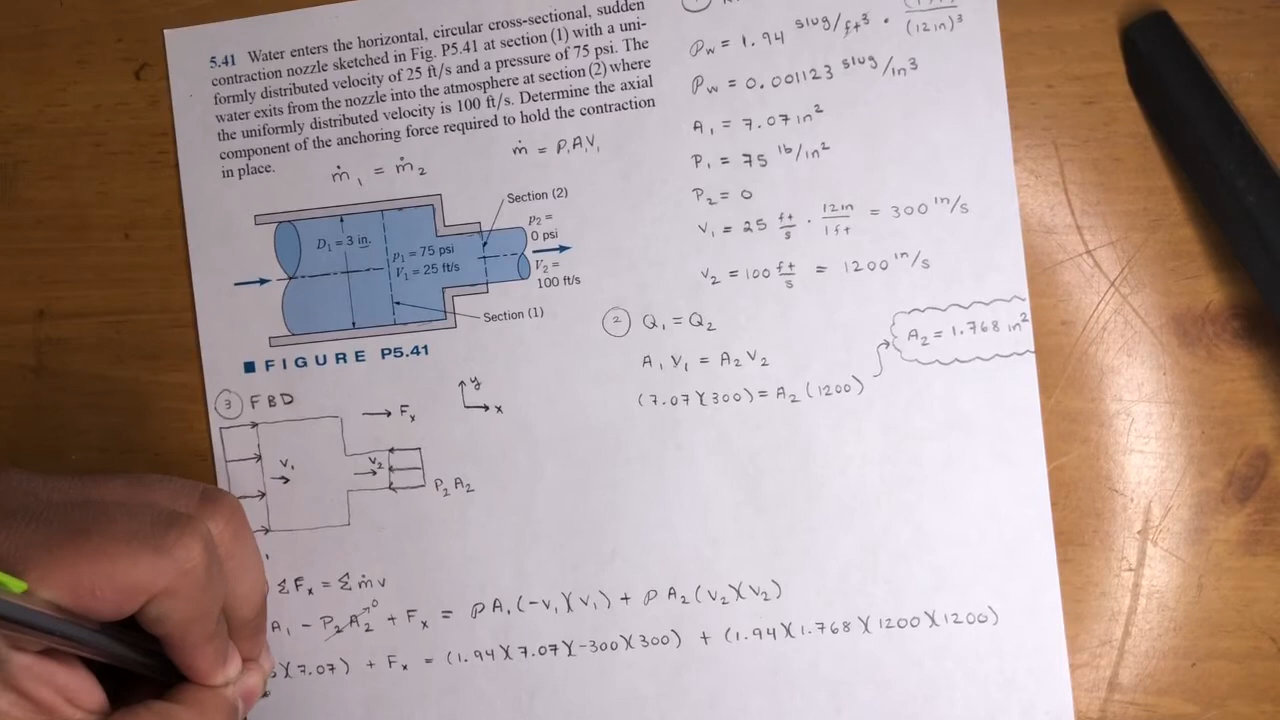 5.41 Water enters the horizontal, circular cross-sectional, sudden
contraction nozzle sketched in Fig. P5.41 at section (1) with a uni-
formly distributed velocity of 25 ft/s and a pressure of 75 psi. The
water exits from the nozzle into the atmosphere at section (2) where
the uniformly distributed velocity is 100 ft/s. Determine the axial
component of the anchoring force required to hold the contraction
in place.
ṁ₁ = ṁ₂
ṁ = ρ₁A₁V₁
Section (2)
D₁ = 3 in.
p₁ = 75 psi
V₁ = 25 ft/s
p₂ =
0 psi
V₂ =
100 ft/s
Section (1)
FIGURE P5.41
ρw = 1.94 slug/ft³ ·
(12in)³
ρw = 0.001123 slug/in³
A₁ = 7.07 in²
P₁ = 75 lb/in²
P₂ = 0
V₁ = 25 ft/s · 12in/1ft = 300 in/s
V₂ = 100 ft/s = 1200 in/s
2 Q₁ = Q₂
A₁ V₁ = A₂ V₂
(7.07)(300) = A₂ (1200)
A₂ = 1.768 in²
3 FBD
Fx
y
x
V₁
V₂
P₂ A₂
ΣFx = Σṁv
A₁ - P₂A₂ →0 + Fx = ρA₁(-V₁)(V₁) + ρA₂(V₂)(V₂)
)(7.07) + Fx = (1.94)(7.07)(-300)(300) + (1.94)(1.768)(1200)(1200)